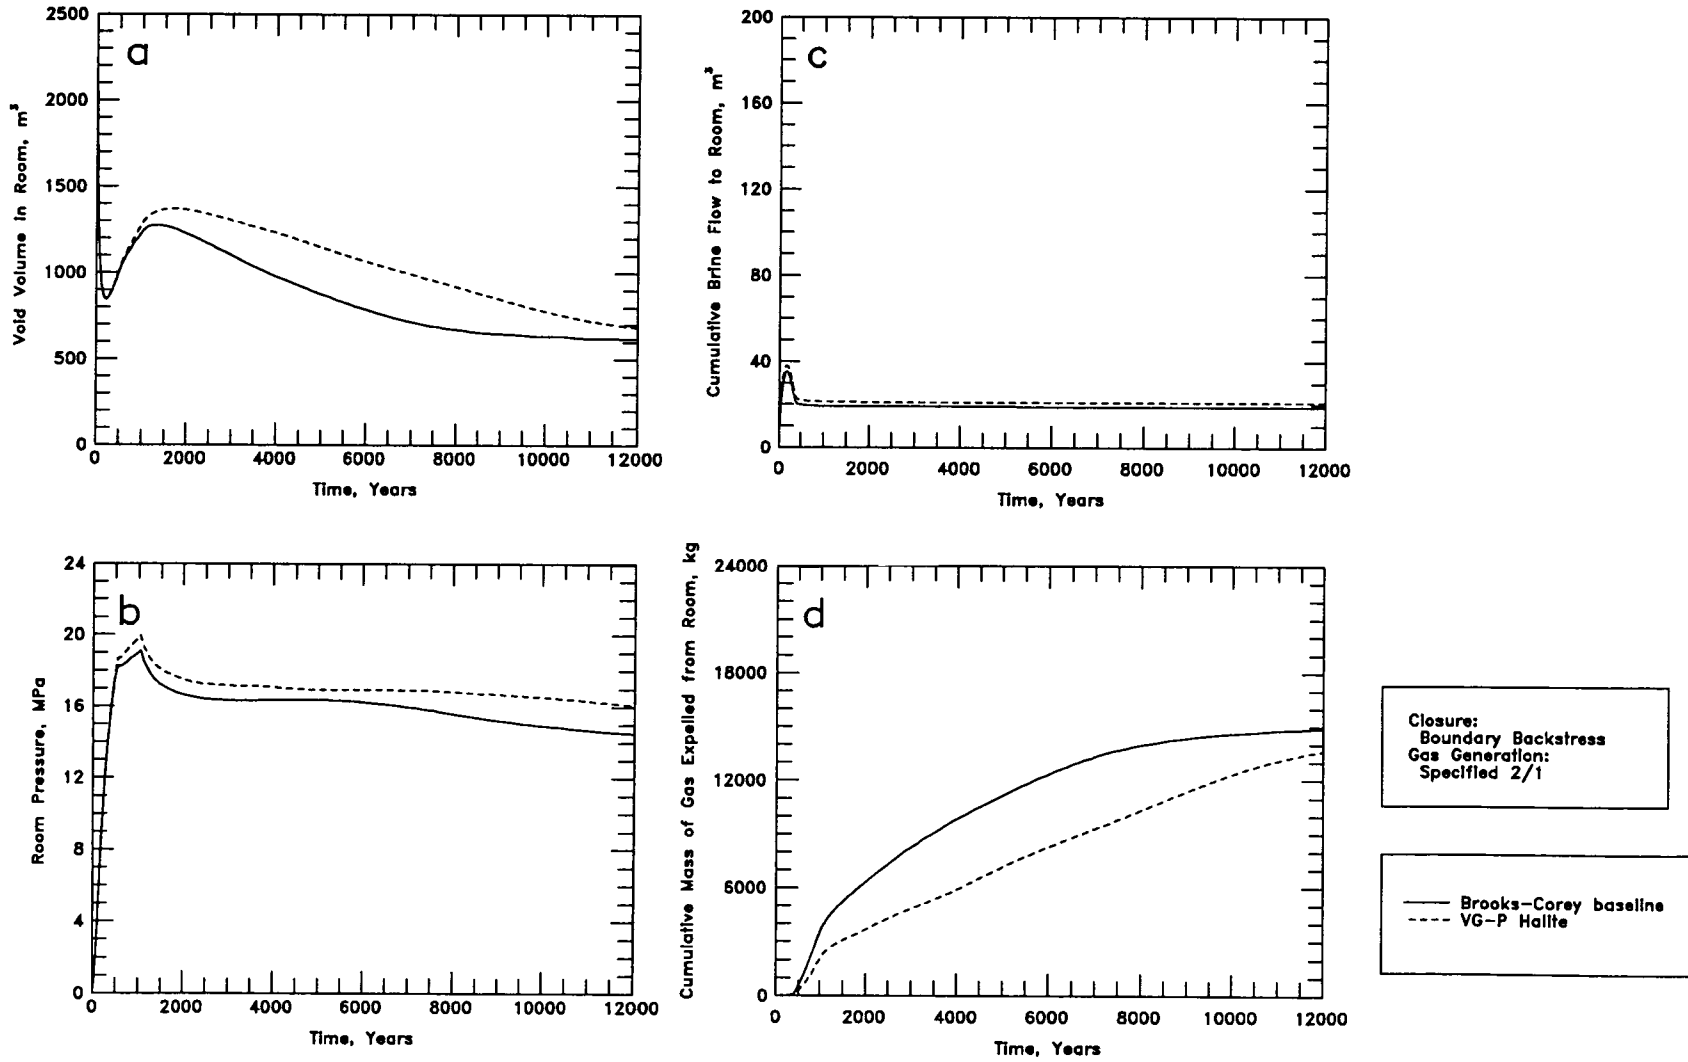 a
Void Volume in Room, m³
2500
2000
1500
1000
500
0
0 2000 4000 6000 8000 10000 12000
Time, Years
c
Cumulative Brine Flow to Room, m³
200
160
120
80
40
0
0 2000 4000 6000 8000 10000 12000
Time, Years
b
Room Pressure, MPa
24
20
16
12
8
4
0
0 2000 4000 6000 8000 10000 12000
Time, Years
d
Cumulative Mass of Gas Expelled from Room, kg
24000
18000
12000
6000
0
0 2000 4000 6000 8000 10000 12000
Time, Years
Closure:
Boundary Backstress
Gas Generation:
Specified 2/1
Brooks-Corey baseline
VG-P Halite